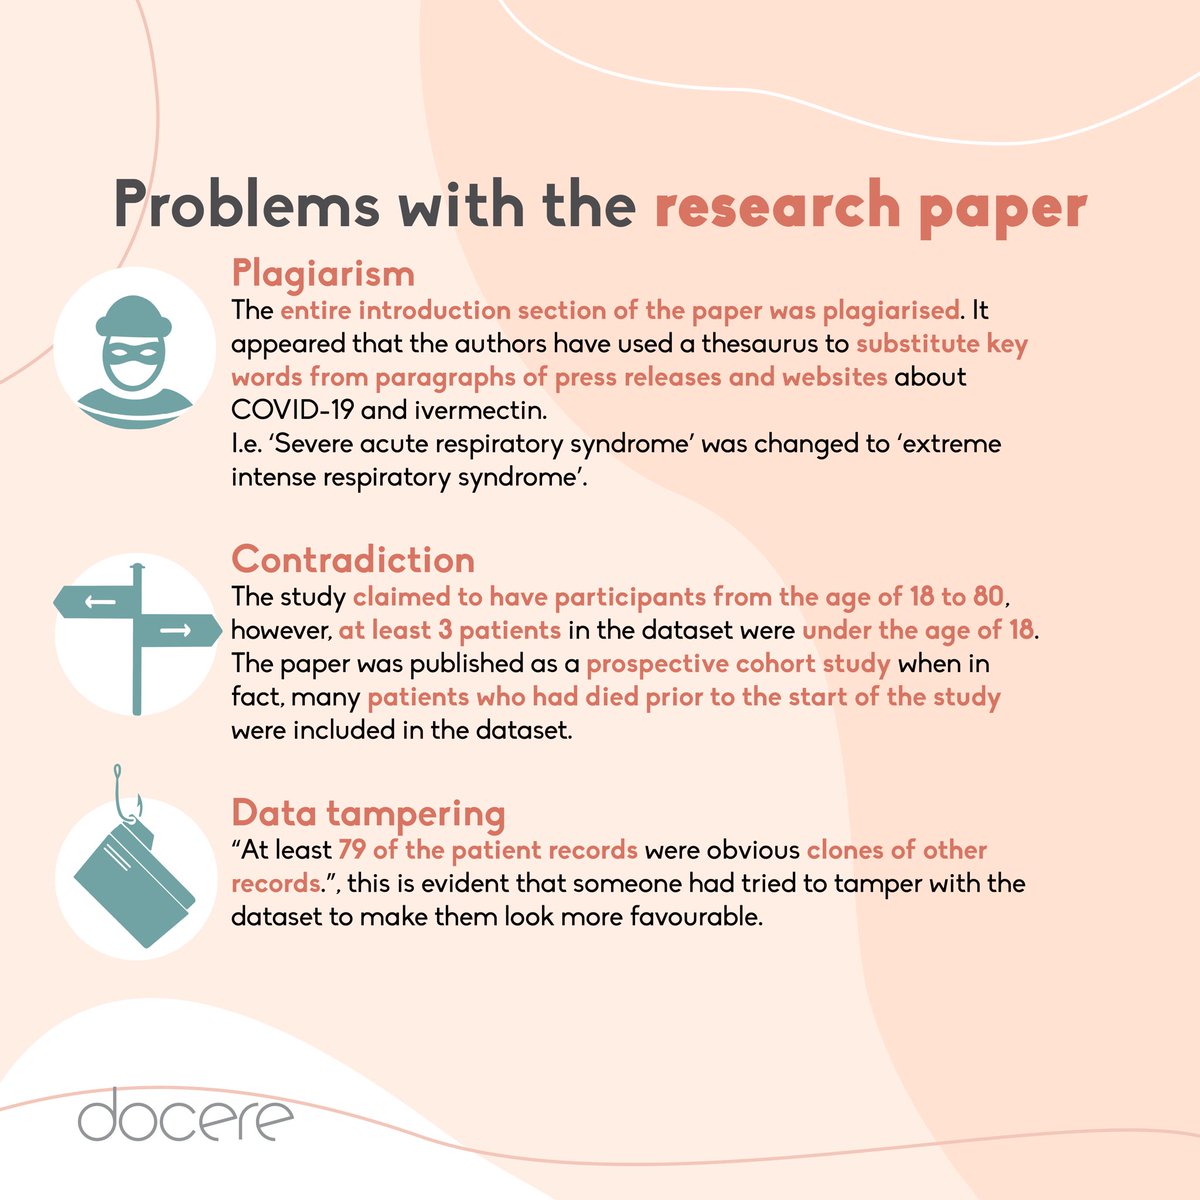 Problems with the research paper
Plagiarism
The entire introduction section of the paper was plagiarised. It
appeared that the authors have used a thesaurus to substitute key
words from paragraphs of press releases and websites about
COVID-19 and ivermectin.
I.e. ‘Severe acute respiratory syndrome’ was changed to ‘extreme
intense respiratory syndrome’.
Contradiction
The study claimed to have participants from the age of 18 to 80,
however, at least 3 patients in the dataset were under the age of 18.
The paper was published as a prospective cohort study when in
fact, many patients who had died prior to the start of the study
were included in the dataset.
Data tampering
“At least 79 of the patient records were obvious clones of other
records.”, this is evident that someone had tried to tamper with the
dataset to make them look more favourable.
docere